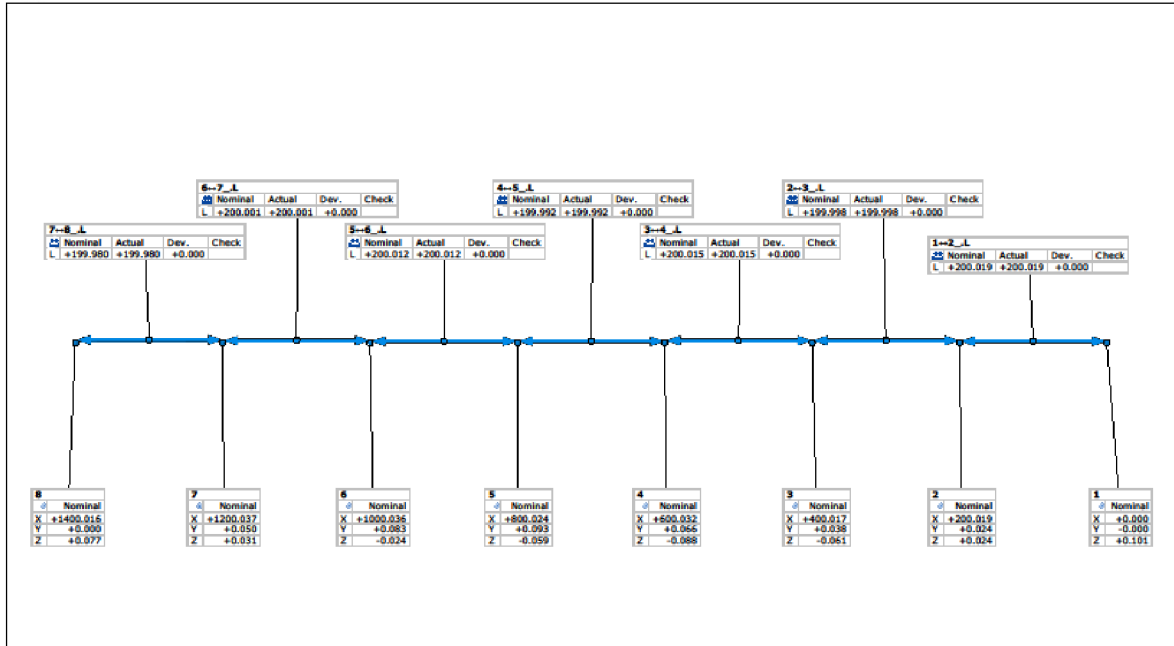 6↔7_.L
Nominal Actual Dev. Check
L +200.001 +200.001 +0.000
4↔5_.L
Nominal Actual Dev. Check
L +199.992 +199.992 +0.000
2↔3_.L
Nominal Actual Dev. Check
L +199.998 +199.998 +0.000
7↔8_.L
Nominal Actual Dev. Check
L +199.980 +199.980 +0.000
5↔6_.L
Nominal Actual Dev. Check
L +200.012 +200.012 +0.000
3↔4_.L
Nominal Actual Dev. Check
L +200.015 +200.015 +0.000
1↔2_.L
Nominal Actual Dev. Check
L +200.019 +200.019 +0.000
8
Nominal
X +1400.016
Y +0.000
Z +0.077
7
Nominal
X +1200.037
Y +0.050
Z +0.031
6
Nominal
X +1000.036
Y +0.083
Z -0.024
5
Nominal
X +800.024
Y +0.093
Z -0.059
4
Nominal
X +600.032
Y +0.066
Z -0.088
3
Nominal
X +400.017
Y +0.038
Z -0.061
2
Nominal
X +200.019
Y +0.024
Z +0.024
1
Nominal
X +0.000
Y -0.000
Z +0.101